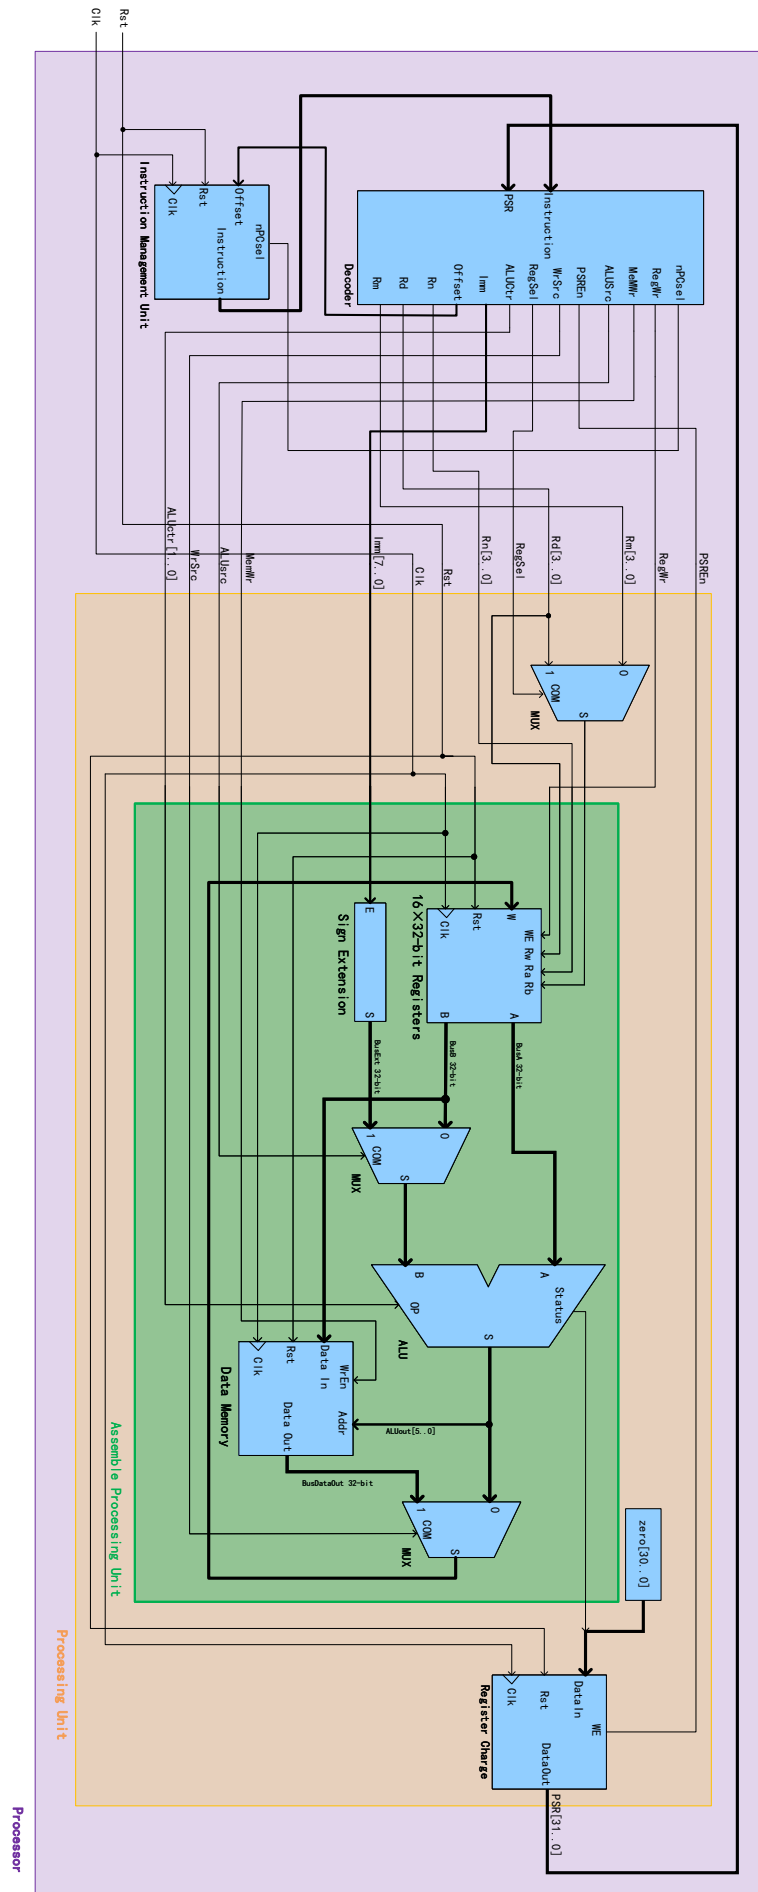 Clk
Rst
Instruction Management Unit
Clk
Rst
Offset
nPCsel
Instruction
Decoder
PSR
Instruction
Rm
Rd
Rn
Offset
Imm
ALUCtr
RegSel
WrSrc
PSREn
ALUSrc
MeMWr
RegWr
nPCsel
ALUctr[1..0]
WrSrc
ALUsrc
MemWr
Imm[7..0]
Clk
Rst
Rn[3..0]
RegSel
Rd[3..0]
Rm[3..0]
RegWr
PSREn
1
COM
0
S
MUX
16×32-bit Registers
Clk
Rst
W
WE Rw Ra Rb
B
A
Sign Extension
E
S
BusExt 32-bit
BusB 32-bit
BusA 32-bit
1
COM
0
S
MUX
B
A
OP
Status
S
ALU
Data Memory
Clk
Rst
Data In
WrEn
Addr
Data Out
ALUout[5..0]
BusDataOut 32-bit
1
COM
0
S
MUX
zero[30..0]
Assemble Processing Unit
Processing Unit
Register Charge
Clk
Rst
DataIn
WE
DataOut
PSR[31..0]
Processor